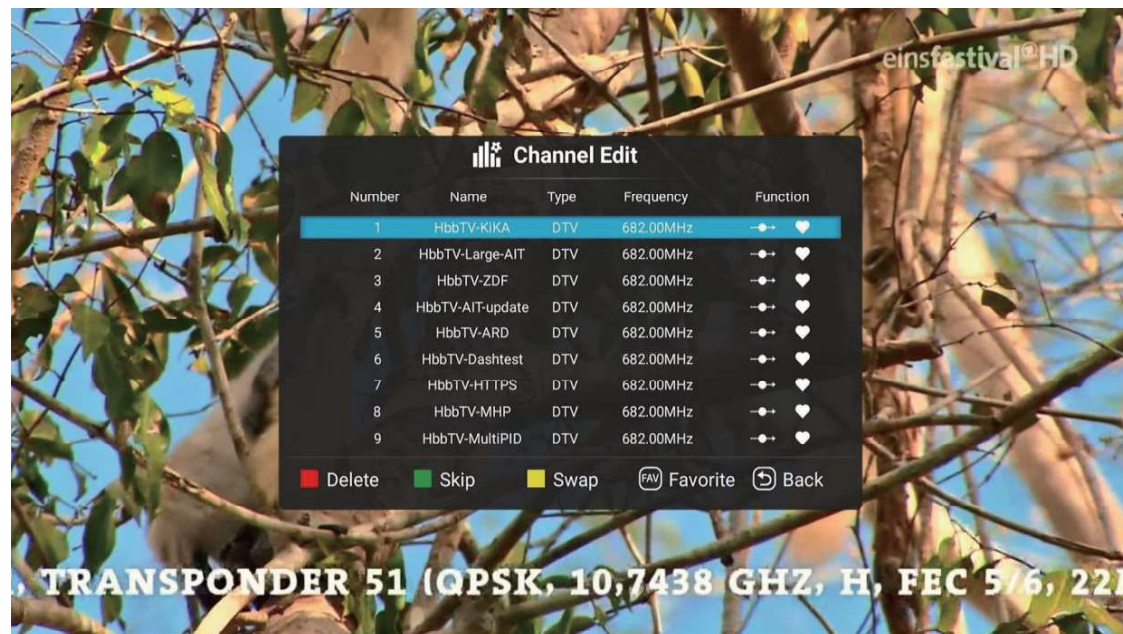 einsfestival HD
Channel Edit
Number Name Type Frequency Function
1 HbbTV-KiKA DTV 682.00MHz
2 HbbTV-Large-AIT DTV 682.00MHz
3 HbbTV-ZDF DTV 682.00MHz
4 HbbTV-AIT-update DTV 682.00MHz
5 HbbTV-ARD DTV 682.00MHz
6 HbbTV-Dashtest DTV 682.00MHz
7 HbbTV-HTTPS DTV 682.00MHz
8 HbbTV-MHP DTV 682.00MHz
9 HbbTV-MultiPID DTV 682.00MHz
Delete Skip Swap FAV Favorite Back
, TRANSPONDER 51 (QPSK, 10,7438 GHZ, H, FEC 5/6, 22